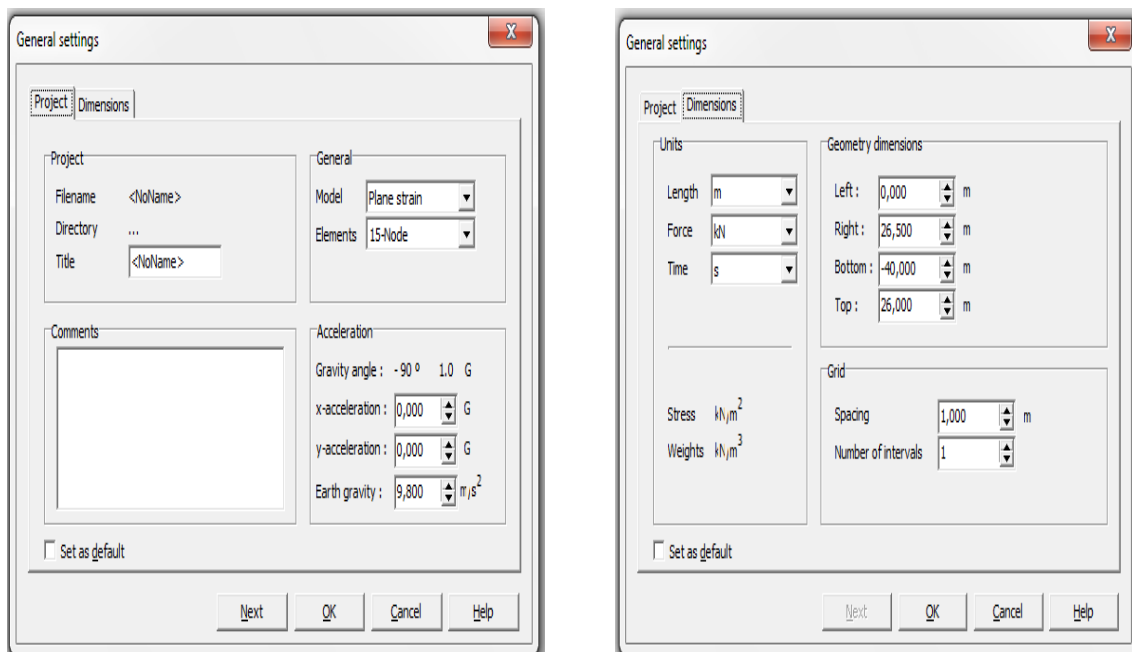 General settings
X
Project
Dimensions
Project
Filename <NoName>
Directory ...
Title <NoName>
General
Model Plane strain
Elements 15-Node
Comments
Acceleration
Gravity angle : - 90 º 1.0 G
x-acceleration : 0,000 G
y-acceleration : 0,000 G
Earth gravity : 9,800 m/s²
Set as default
Next OK Cancel Help
General settings
X
Project
Dimensions
Units
Length m
Force kN
Time s
Stress kN/m²
Weights kN/m³
Geometry dimensions
Left : 0,000 m
Right : 26,500 m
Bottom : -40,000 m
Top : 26,000 m
Grid
Spacing 1,000 m
Number of intervals 1
Set as default
Next OK Cancel Help